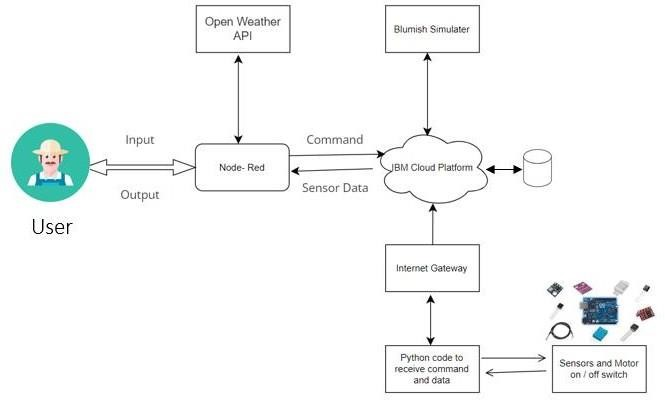 Open Weather
API
Blumish Simulater
Input
Command
Node- Red
IBM Cloud Platform
Output
Sensor Data
User
Internet Gateway
Python code to
receive command
and data
Sensors and Motor
on / off switch